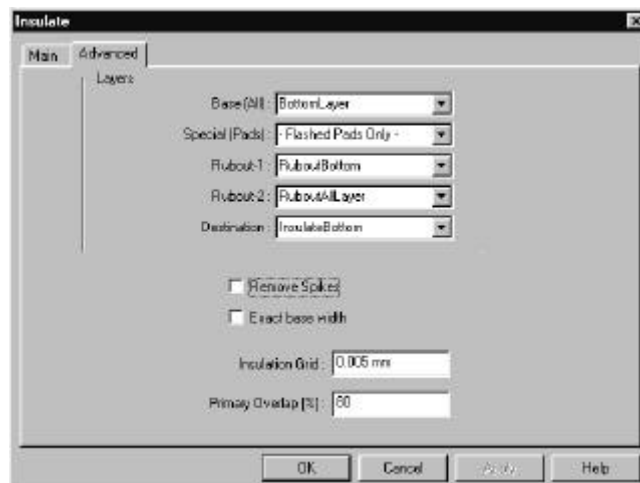 Insulate
Main Advanced
Layers
Base (All) : BottomLayer
Special (Pads) : - Flashed Pads Only -
Rubout-1 : RuboutBottom
Rubout-2 : RuboutAllLayer
Destination : InsulateBottom
Remove Spikes
Exact base width
Insulation Grid : 0.005 mm
Primary Overlap (%) : 60
OK Cancel Apply Help